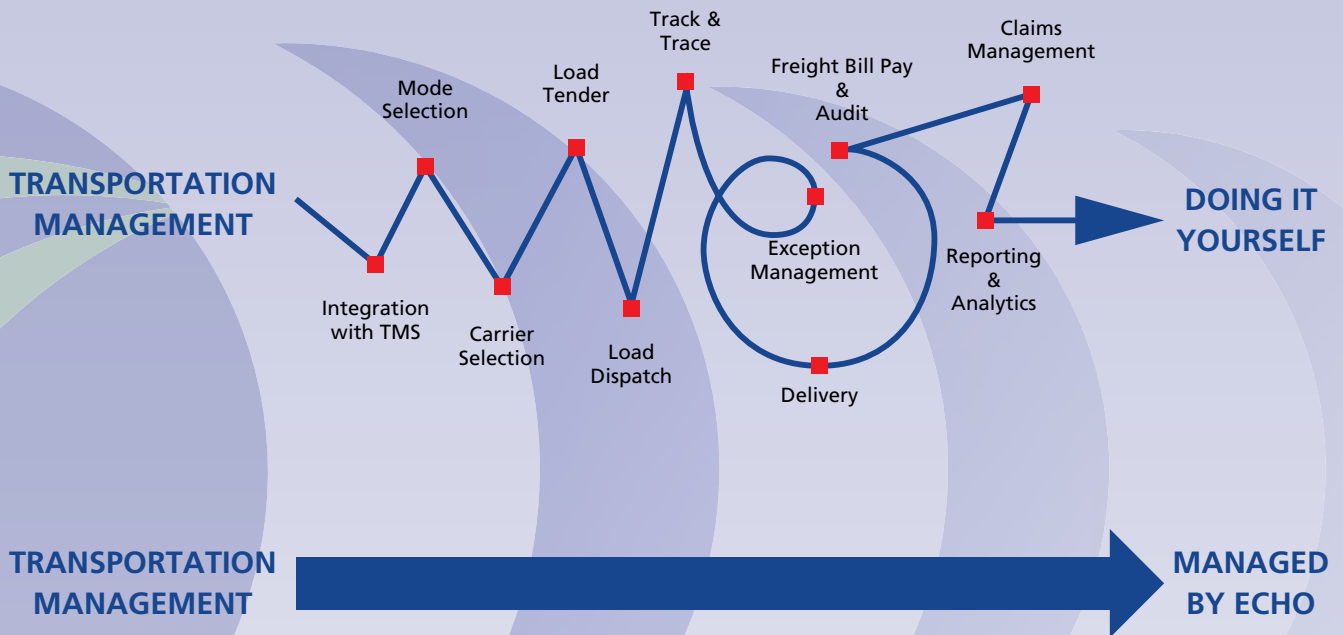 TRANSPORTATION
MANAGEMENT
Integration
with TMS
Mode
Selection
Carrier
Selection
Load
Tender
Load
Dispatch
Track &
Trace
Exception
Management
Delivery
Freight Bill Pay
&
Audit
Claims
Management
Reporting
&
Analytics
DOING IT
YOURSELF
TRANSPORTATION
MANAGEMENT
MANAGED
BY ECHO